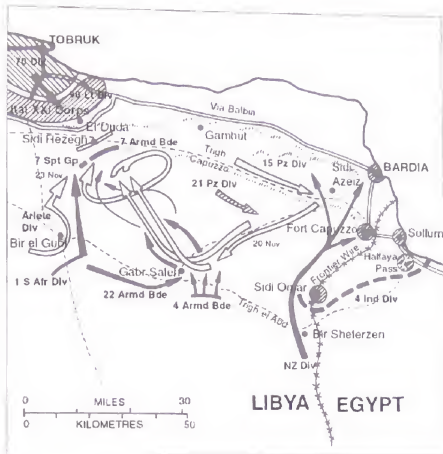 TOBRUK
70 Div
90 Lt Div
Ital XXI Corps
El Duda
Sidi Rezegh
7 Armd Bde
Via Balbia
Gambut
Trigh
Capuzzo
15 Pz Div
Sidi
Azeiz
BARDIA
7 Spt Gp
23 Nov
21 Pz Div
Ariete
Div
Bir el Gubi
Fort Capuzzo
Sollum
20 Nov
Halfaya
Pass
Gabr Saleh
Frontier Wire
1 S Afr Div
22 Armd Bde
Sidi Omar
4 Armd Bde
Trigh el Abd
4 Ind Div
Bir Sheferzen
NZ Div
0 MILES 30
0 KILOMETRES 50
LIBYA EGYPT